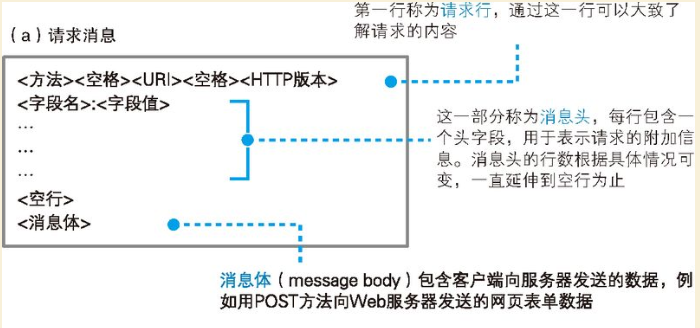 第一行称为请求行，通过这一行可以大致了
解请求的内容
（a）请求消息
<方法><空格><URI><空格><HTTP版本>
<字段名>:<字段值>
…
…
…
<空行>
<消息体>
这一部分称为消息头，每行包含一
个头字段，用于表示请求的附加信
息。消息头的行数根据具体情况可
变，一直延伸到空行为止
消息体（message body）包含客户端向服务器发送的数据，例
如用POST方法向Web服务器发送的网页表单数据